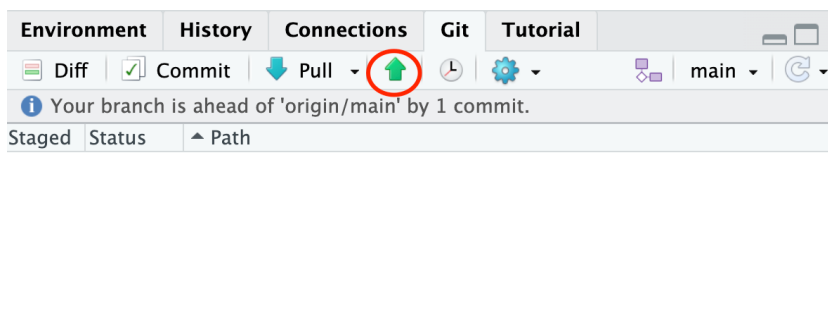 Environment History Connections Git Tutorial
Diff Commit Pull main
Your branch is ahead of 'origin/main' by 1 commit.
Staged Status Path